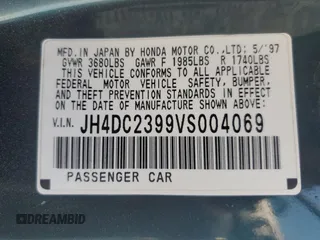 MFD. IN JAPAN BY HONDA MOTOR CO.,LTD: 5/'97
GVWR 3680LBS GAWR F 1985LBS R 1740LBS
THIS VEHICLE CONFORMS TO ALL APPLICABLE
FEDERAL MOTOR VEHICLE SAFETY, BUMPER,
AND THEFT PREVENTION STANDARDS IN EFFECT
ON THE DATE OF MANUFACTURE SHOWN ABOVE.
V.I.N. JH4DC2399VS004069
PASSENGER CAR
DREAMBID